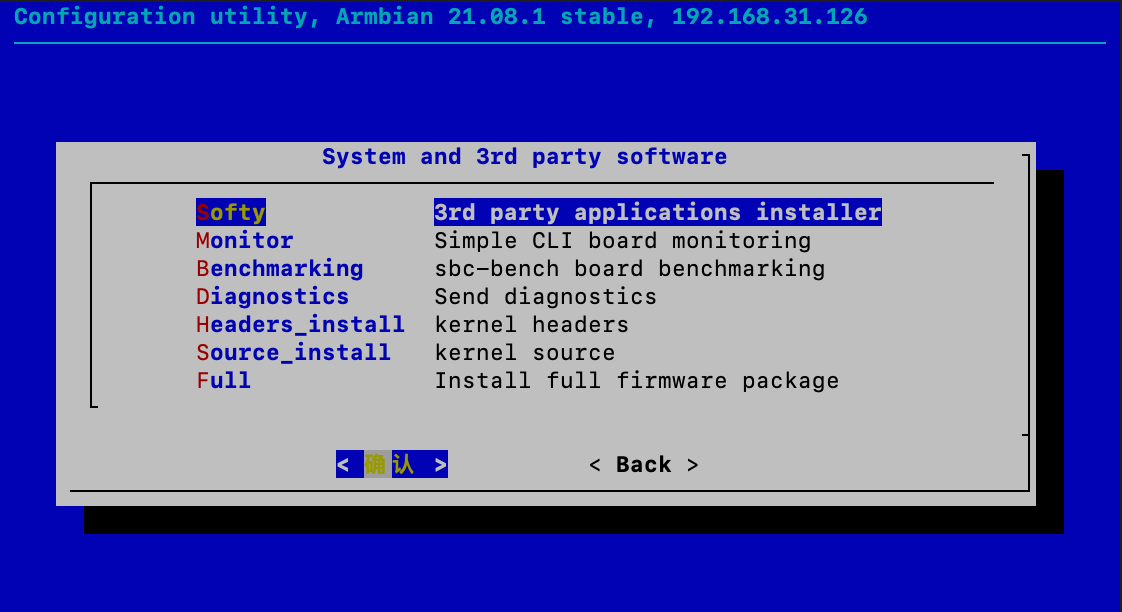 Configuration utility, Armbian 21.08.1 stable, 192.168.31.126
System and 3rd party software
Softy 3rd party applications installer
Monitor Simple CLI board monitoring
Benchmarking sbc-bench board benchmarking
Diagnostics Send diagnostics
Headers_install kernel headers
Source_install kernel source
Full Install full firmware package
< 确认 > < Back >